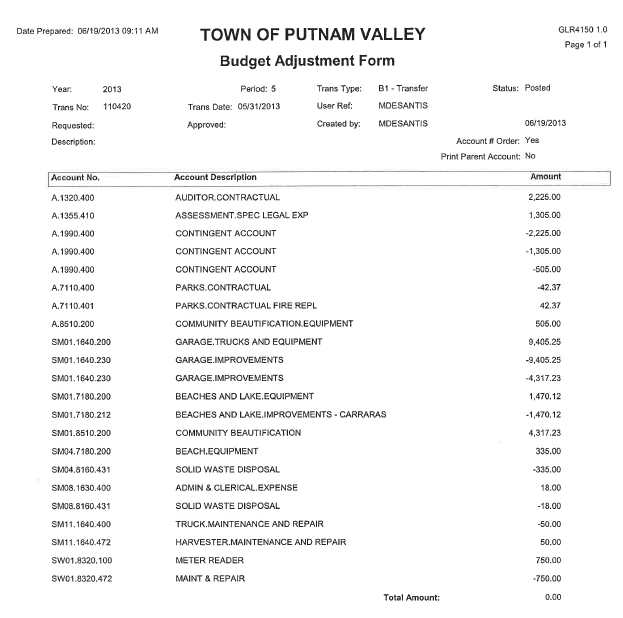 Date Prepared: 06/19/2013 09:11 AM TOWN OF PUTNAM VALLEY GLR4150 1.0
Page 1 of 1
Budget Adjustment Form
Year: 2013 Period: 5 Trans Type: B1 - Transfer Status: Posted
Trans No: 110420 Trans Date: 05/31/2013 User Ref: MDESANTIS
Requested: Approved: Created by: MDESANTIS 06/19/2013
Description: Account # Order: Yes
Print Parent Account: No
Account No. Account Description Amount
A.1320.400 AUDITOR.CONTRACTUAL 2,225.00
A.1355.410 ASSESSMENT.SPEC LEGAL EXP 1,305.00
A.1990.400 CONTINGENT ACCOUNT -2,225.00
A.1990.400 CONTINGENT ACCOUNT -1,305.00
A.1990.400 CONTINGENT ACCOUNT -505.00
A.7110.400 PARKS.CONTRACTUAL -42.37
A.7110.401 PARKS.CONTRACTUAL FIRE REPL 42.37
A.8510.200 COMMUNITY BEAUTIFICATION.EQUIPMENT 505.00
SM01.1640.200 GARAGE.TRUCKS AND EQUIPMENT 9,405.25
SM01.1640.230 GARAGE.IMPROVEMENTS -9,405.25
SM01.1640.230 GARAGE.IMPROVEMENTS -4,317.23
SM01.7180.200 BEACHES AND LAKE.EQUIPMENT 1,470.12
SM01.7180.212 BEACHES AND LAKE.IMPROVEMENTS - CARRARAS -1,470.12
SM01.8510.200 COMMUNITY BEAUTIFICATION 4,317.23
SM04.7180.200 BEACH.EQUIPMENT 335.00
SM04.8160.431 SOLID WASTE DISPOSAL -335.00
SM08.1630.400 ADMIN & CLERICAL.EXPENSE 18.00
SM08.8160.431 SOLID WASTE DISPOSAL -18.00
SM11.1640.400 TRUCK.MAINTENANCE AND REPAIR -50.00
SM11.1640.472 HARVESTER.MAINTENANCE AND REPAIR 50.00
SW01.8320.100 METER READER 750.00
SW01.8320.472 MAINT & REPAIR -750.00
Total Amount: 0.00